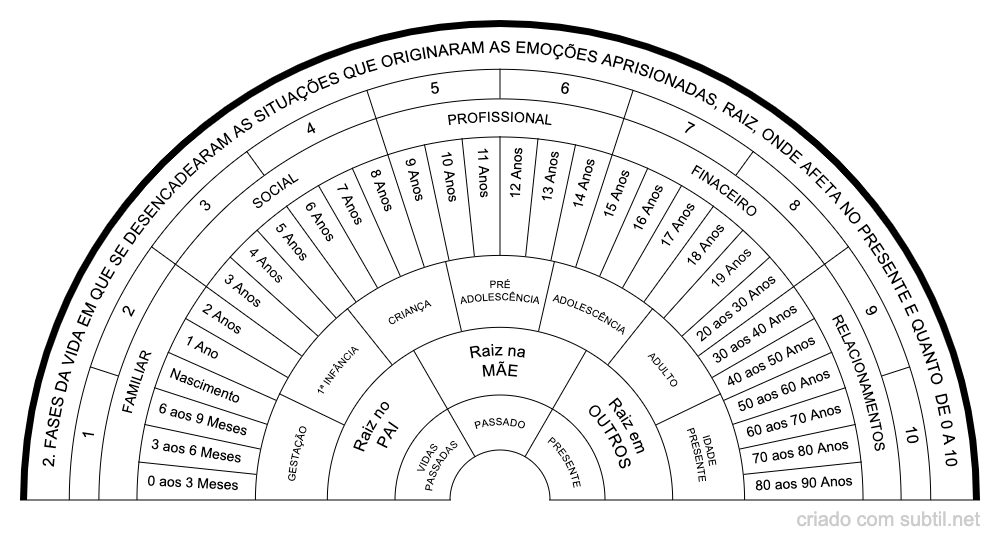 2. FASES DA VIDA EM QUE SE DESENCADEARAM AS SITUAÇÕES QUE ORIGINARAM AS EMOÇÕES APRISIONADAS, RAIZ, ONDE AFETA NO PRESENTE E QUANTO DE 0 A 10
1
2
3
4
5
6
7
8
9
10
FAMILIAR
SOCIAL
PROFISSIONAL
FINACEIRO
RELACIONAMENTOS
0 aos 3 Meses
3 aos 6 Meses
6 aos 9 Meses
Nascimento
1 Ano
2 Anos
3 Anos
4 Anos
5 Anos
6 Anos
7 Anos
8 Anos
9 Anos
10 Anos
11 Anos
12 Anos
13 Anos
14 Anos
15 Anos
16 Anos
17 Anos
18 Anos
19 Anos
20 aos 30 Anos
30 aos 40 Anos
40 aos 50 Anos
50 aos 60 Anos
60 aos 70 Anos
70 aos 80 Anos
80 aos 90 Anos
GESTAÇÃO
1ª INFÂNCIA
CRIANÇA
PRÉ
ADOLESCÊNCIA
ADOLESCÊNCIA
ADULTO
IDADE
PRESENTE
Raiz no
PAI
Raiz na
MÃE
Raiz em
OUTROS
VIDAS
PASSADAS
PASSADO
PRESENTE
criado com subtil.net